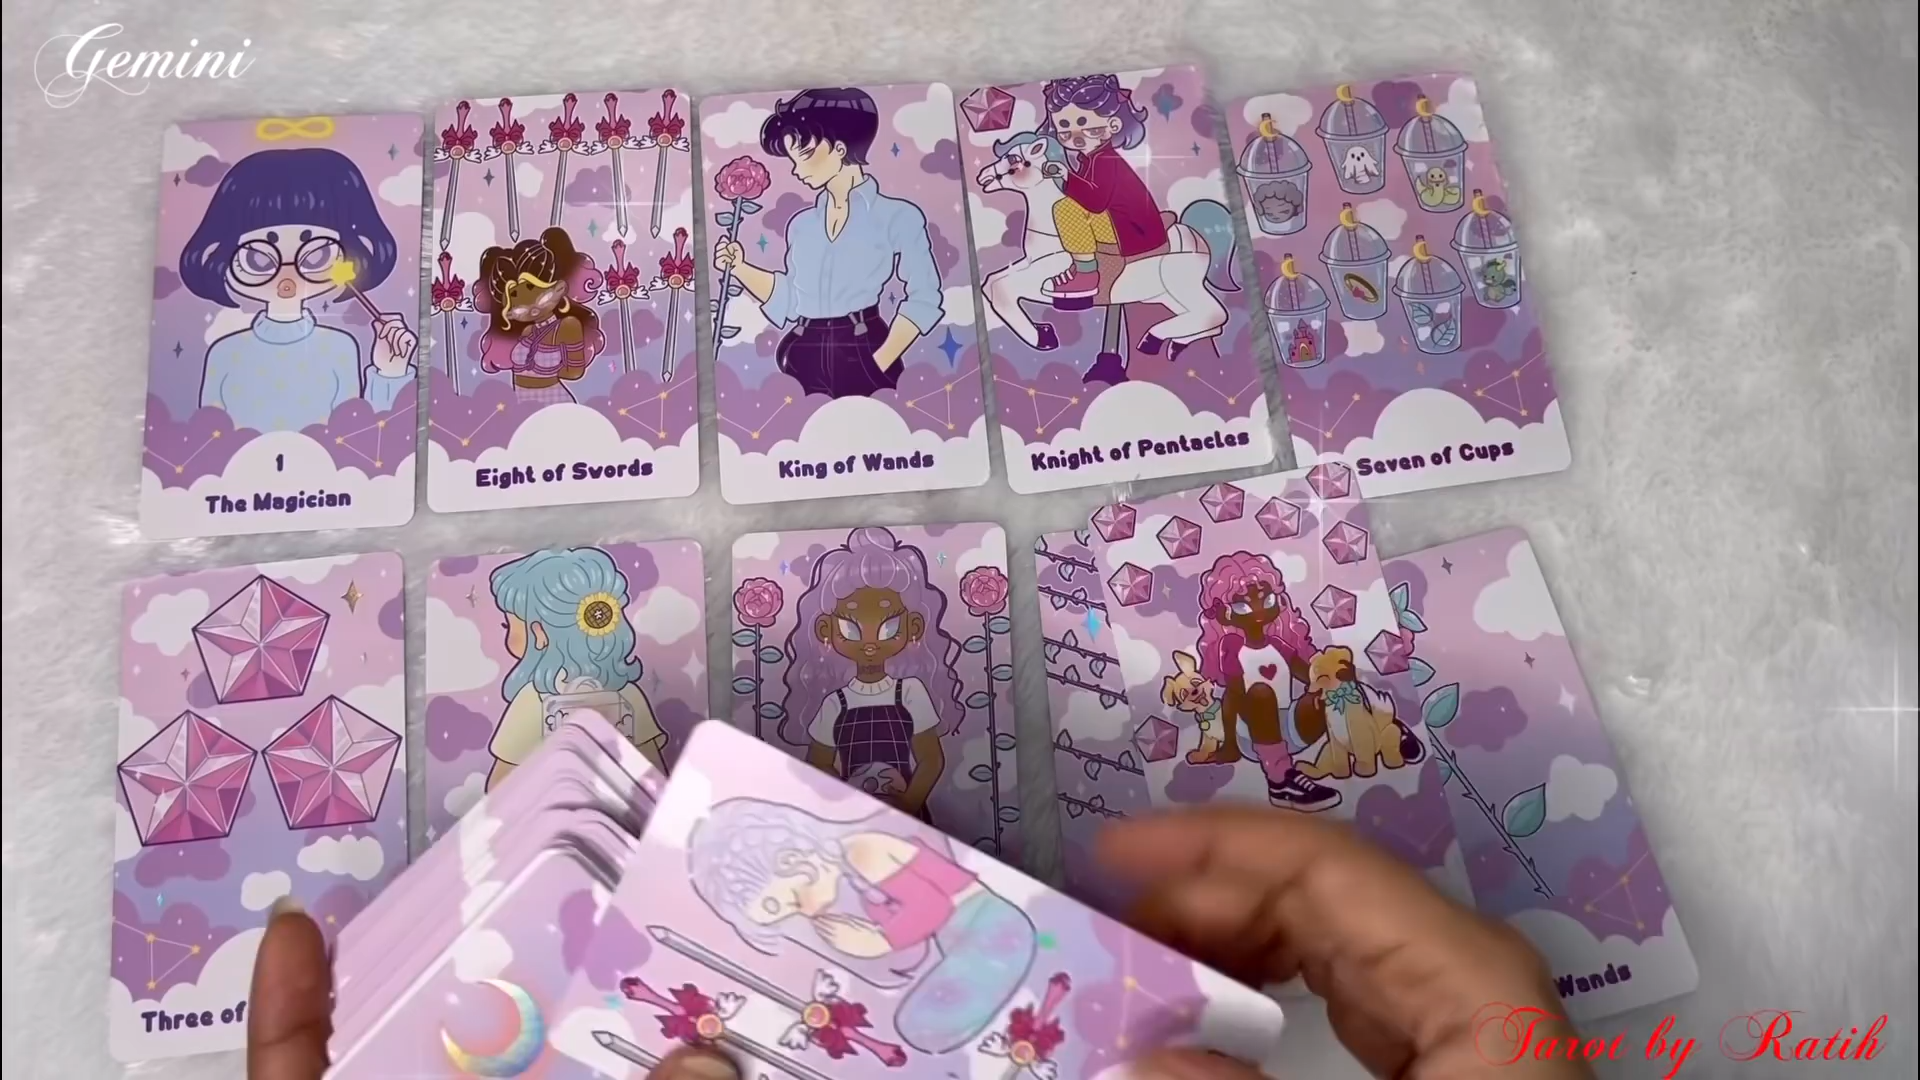 Gemini
1
The Magician
Eight of Swords
King of Wands
Knight of Pentacles
Seven of Cups
Three of
Wands
Tarot by Ratih